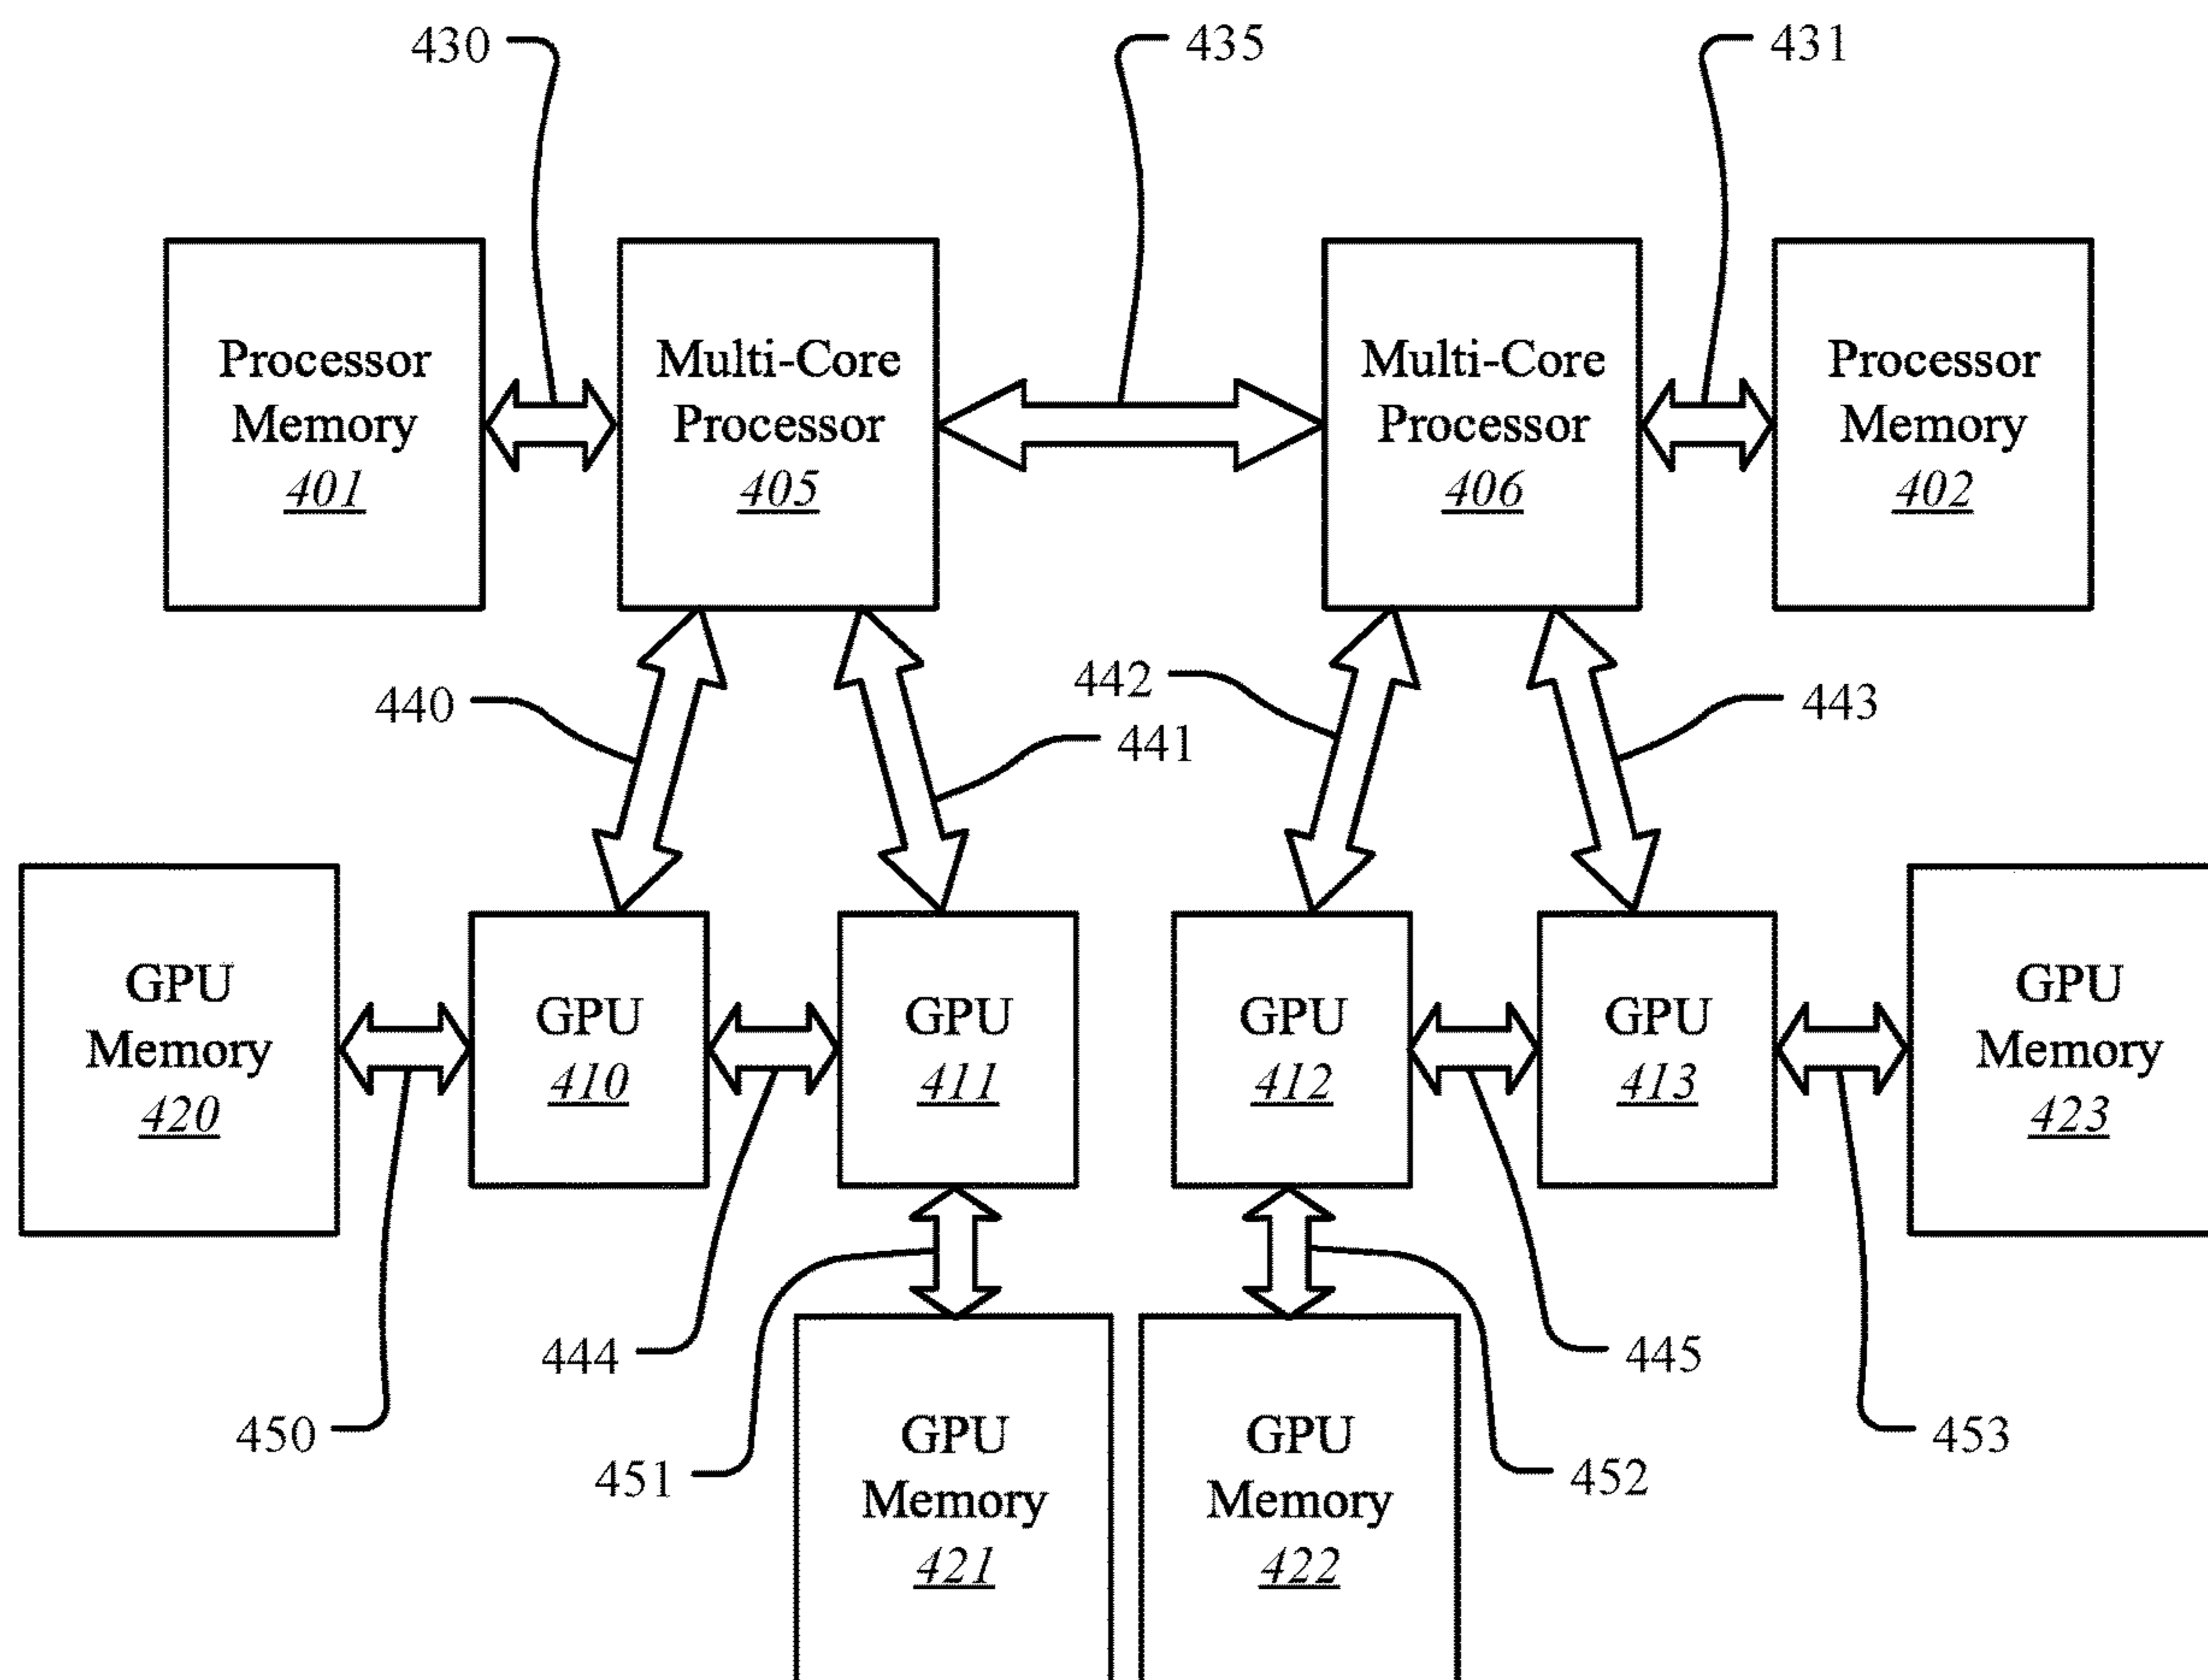 430
435
431
Processor
Memory
401
Multi-Core
Processor
405
Multi-Core
Processor
406
Processor
Memory
402
440
441
442
443
GPU
Memory
420
GPU
410
GPU
411
GPU
412
GPU
413
GPU
Memory
423
450
444
451
445
452
453
GPU
Memory
421
GPU
Memory
422